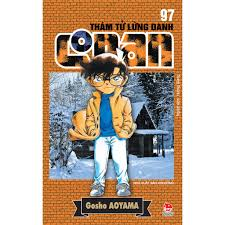 97
THÁM TỬ LỪNG DANH
CONAN
Gosho AOYAMA